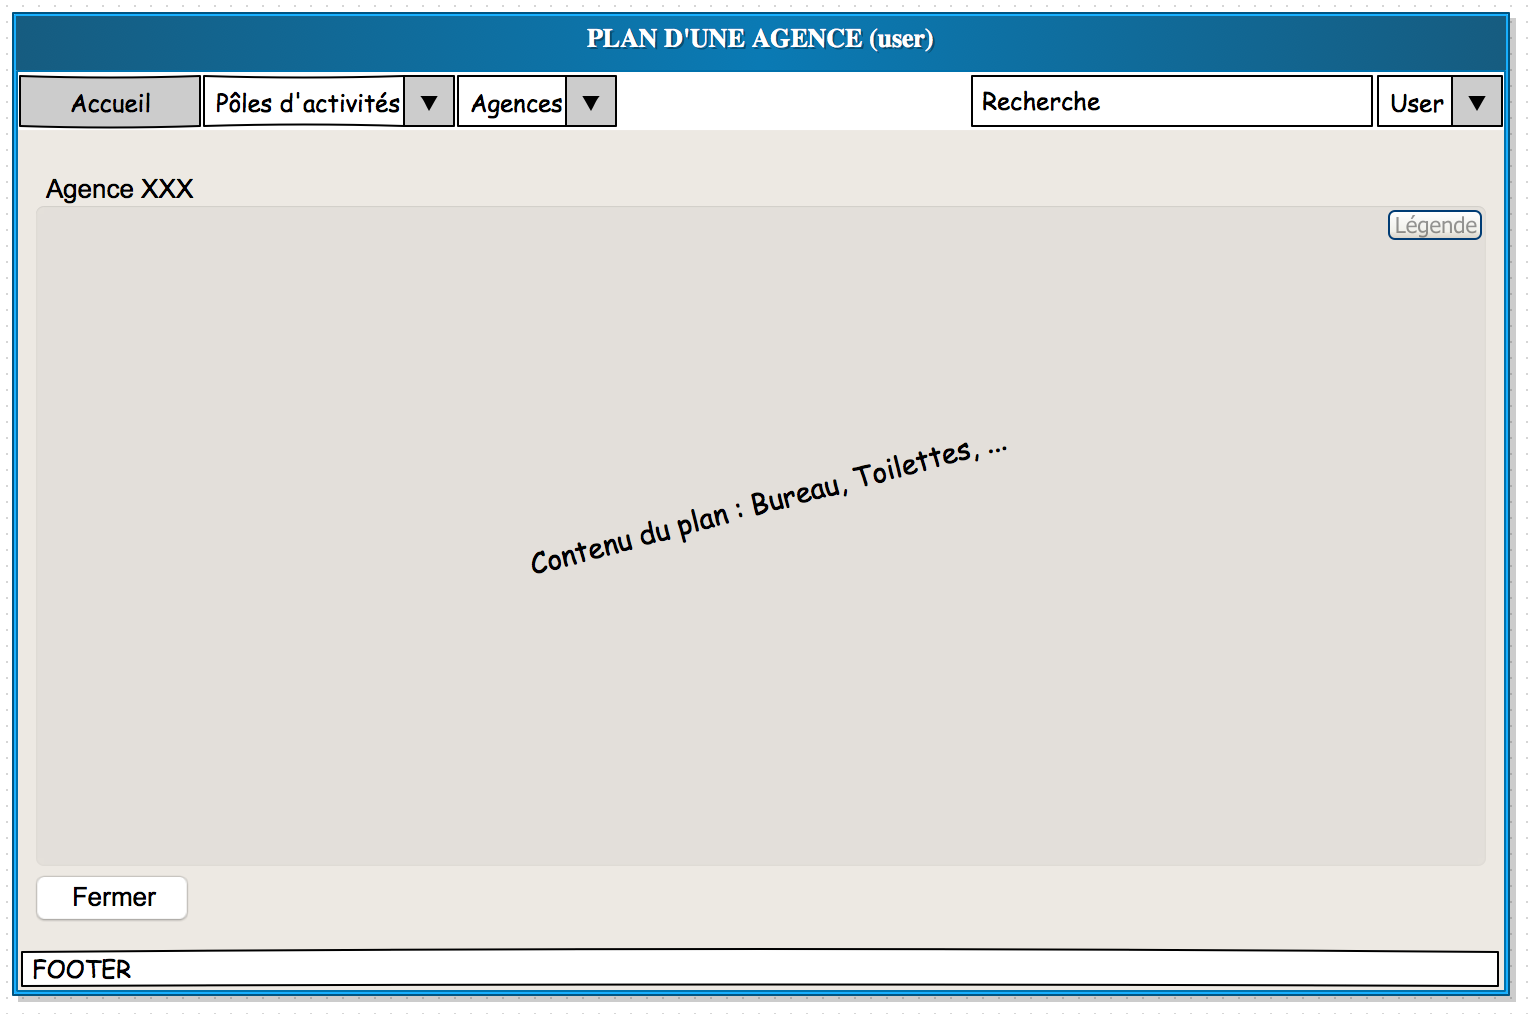 PLAN D'UNE AGENCE (user)
Accueil
Pôles d'activités ▼
Agences ▼
Recherche
User ▼
Agence XXX
Légende
Contenu du plan : Bureau, Toilettes, ...
Fermer
FOOTER